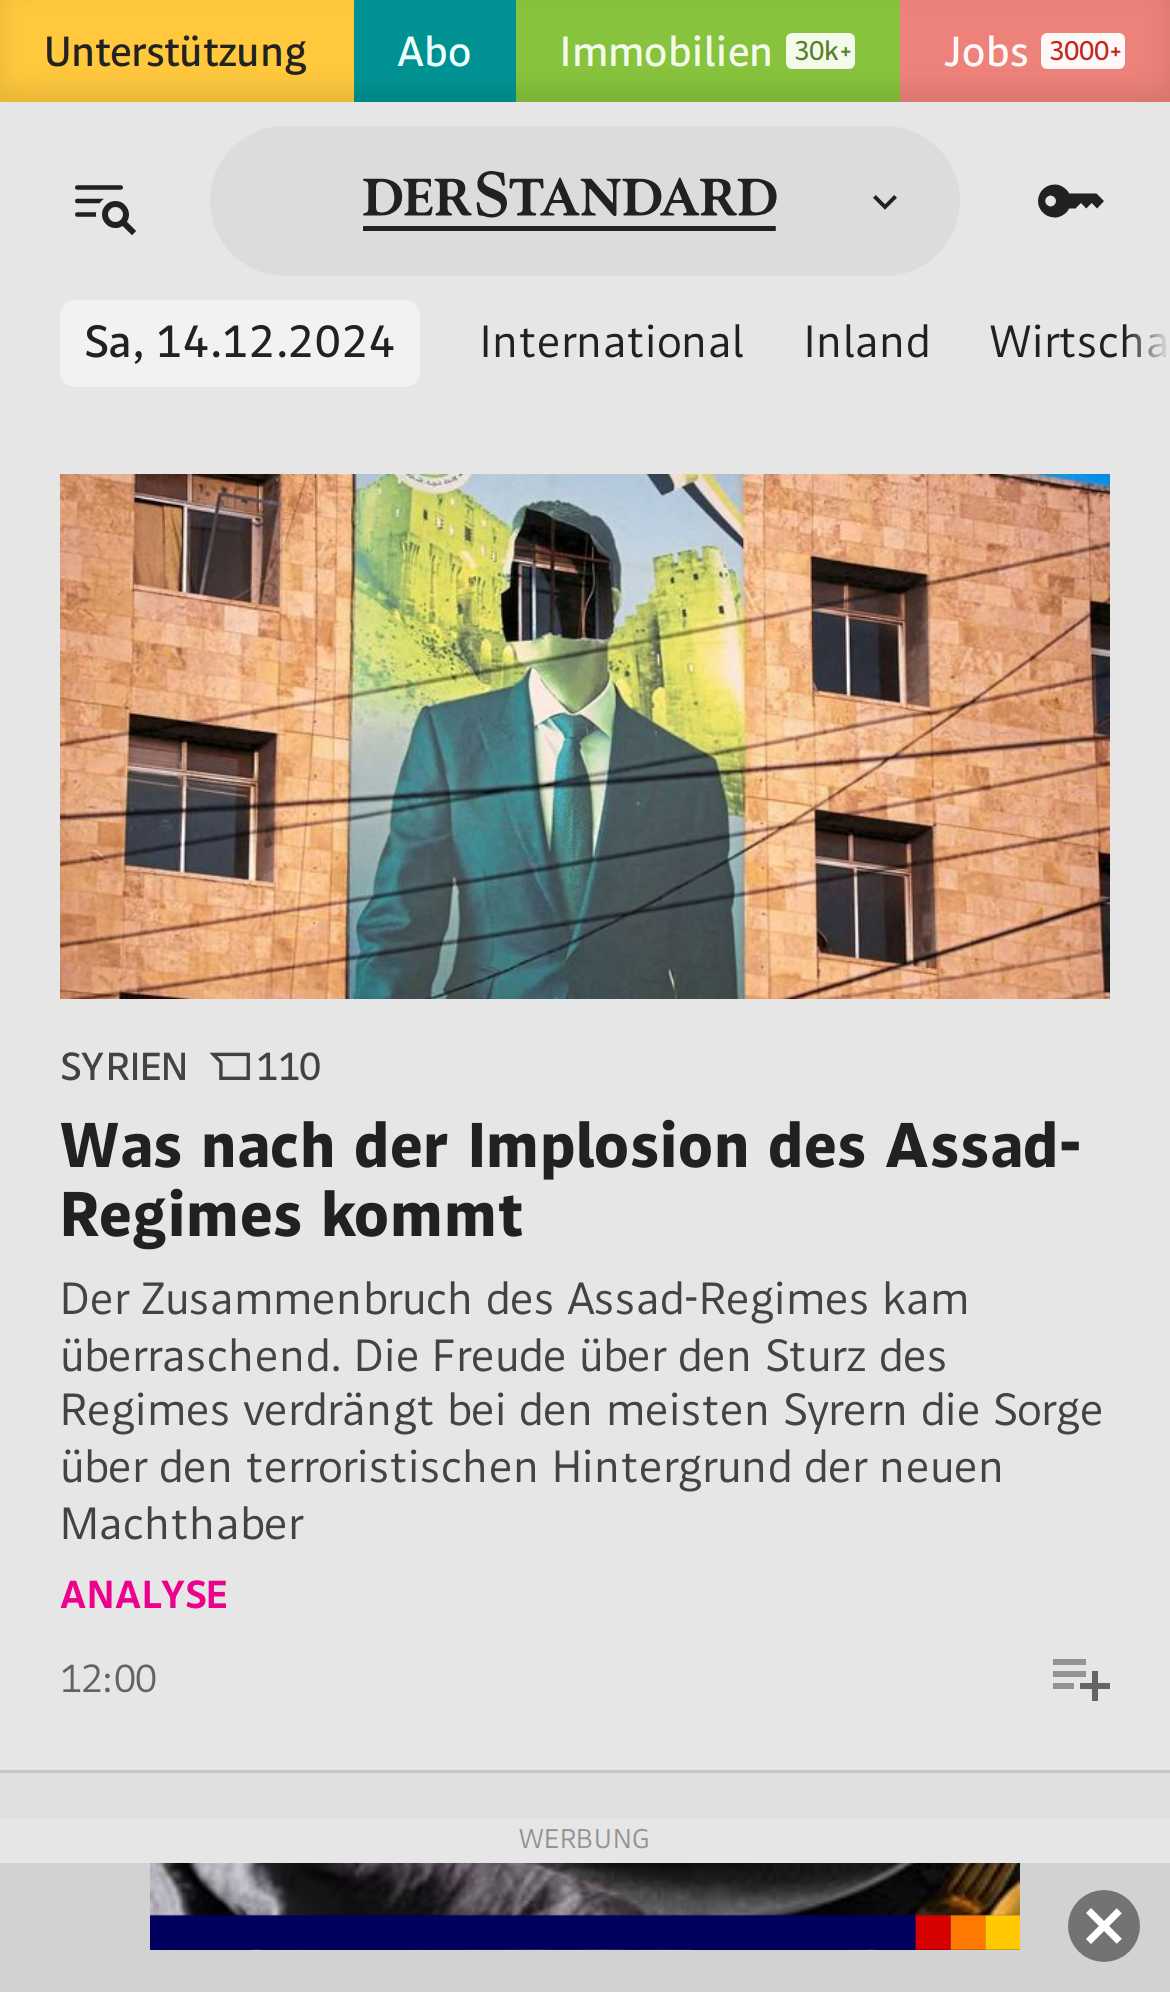 Unterstützung
Abo
Immobilien 30k+
Jobs 3000+
DERSTANDARD
Sa, 14.12.2024
International
Inland
Wirtscha
SYRIEN 110
Was nach der Implosion des Assad-
Regimes kommt
Der Zusammenbruch des Assad-Regimes kam
überraschend. Die Freude über den Sturz des
Regimes verdrängt bei den meisten Syrern die Sorge
über den terroristischen Hintergrund der neuen
Machthaber
ANALYSE
12:00
WERBUNG